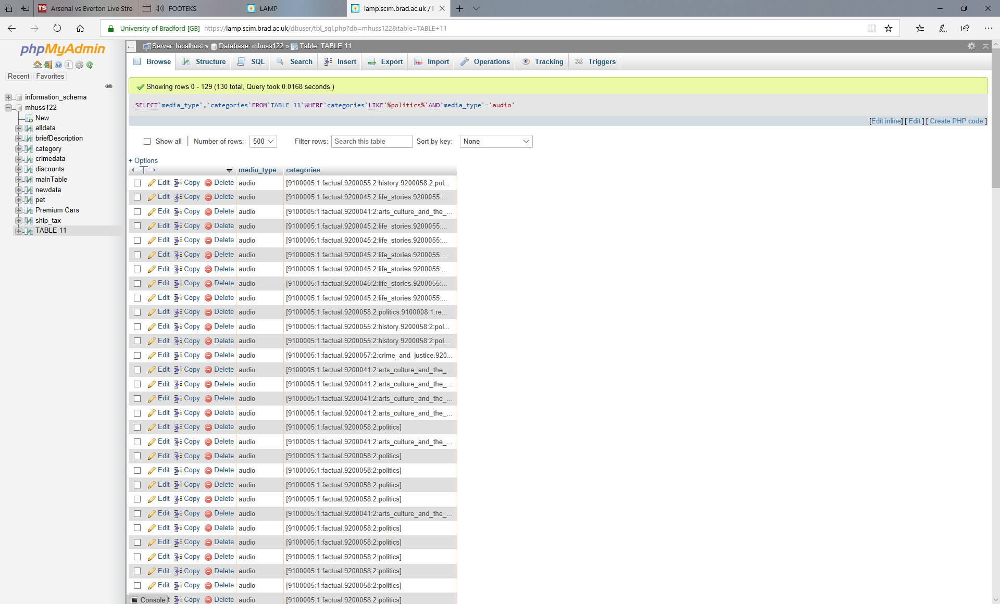 Arsenal vs Everton Live Strea
FOOTEKS
LAMP
lamp.scim.brad.ac.uk / l
University of Bradford [GB] https://lamp.scim.brad.ac.uk/dbuser/tbl_sql.php?db=mhuss122&table=TABLE+11
phpMyAdmin
Recent Favorites
information_schema
mhuss122
New
alldata
briefDescription
category
crimedata
discounts
mainTable
newdata
pet
Premium Cars
ship_tax
TABLE 11
Server: localhost » Database: mhuss122 » Table: TABLE 11
Browse Structure SQL Search Insert Export Import Operations Tracking Triggers
Showing rows 0 - 129 (130 total, Query took 0.0168 seconds.)
SELECT`media_type`,`categories`FROM`TABLE 11`WHERE`categories`LIKE'%politics%'AND`media_type`='audio'
[Edit inline] [ Edit ] [ Create PHP code ]
Show all Number of rows: 500 Filter rows: Search this table Sort by key: None
+ Options
media_type categories
Edit Copy Delete audio [9100005:1:factual.9200055:2:history.9200058:2:pol...
Edit Copy Delete audio [9100005:1:factual.9200045:2:life_stories.9200055:...
Edit Copy Delete audio [9100005:1:factual.9200041:2:arts_culture_and_the_...
Edit Copy Delete audio [9100005:1:factual.9200045:2:life_stories.9200055:...
Edit Copy Delete audio [9100005:1:factual.9200045:2:life_stories.9200055:...
Edit Copy Delete audio [9100005:1:factual.9200045:2:life_stories.9200055:...
Edit Copy Delete audio [9100005:1:factual.9200045:2:life_stories.9200055:...
Edit Copy Delete audio [9100005:1:factual.9200045:2:life_stories.9200055:...
Edit Copy Delete audio [9100005:1:factual.9200045:2:life_stories.9200055:...
Edit Copy Delete audio [9100005:1:factual.9200058:2:politics.9100008:1:re...
Edit Copy Delete audio [9100005:1:factual.9200055:2:history.9200058:2:pol...
Edit Copy Delete audio [9100005:1:factual.9200055:2:history.9200058:2:pol...
Edit Copy Delete audio [9100005:1:factual.9200057:2:crime_and_justice.920...
Edit Copy Delete audio [9100005:1:factual.9200041:2:arts_culture_and_the_...
Edit Copy Delete audio [9100005:1:factual.9200041:2:arts_culture_and_the_...
Edit Copy Delete audio [9100005:1:factual.9200041:2:arts_culture_and_the_...
Edit Copy Delete audio [9100005:1:factual.9200041:2:arts_culture_and_the_...
Edit Copy Delete audio [9100005:1:factual.9200058:2:politics]
Edit Copy Delete audio [9100005:1:factual.9200041:2:arts_culture_and_the_...
Edit Copy Delete audio [9100005:1:factual.9200058:2:politics]
Edit Copy Delete audio [9100005:1:factual.9200058:2:politics]
Edit Copy Delete audio [9100005:1:factual.9200058:2:politics]
Edit Copy Delete audio [9100005:1:factual.9200058:2:politics]
Edit Copy Delete audio [9100005:1:factual.9200041:2:arts_culture_and_the_...
Edit Copy Delete audio [9100005:1:factual.9200058:2:politics]
Edit Copy Delete audio [9100005:1:factual.9200058:2:politics]
Edit Copy Delete audio [9100005:1:factual.9200058:2:politics]
Edit Copy Delete audio [9100005:1:factual.9200058:2:politics]
Edit Copy Delete audio [9100005:1:factual.9200058:2:politics]
Console t Copy Delete audio [9100005:1:factual.9200058:2:politics]